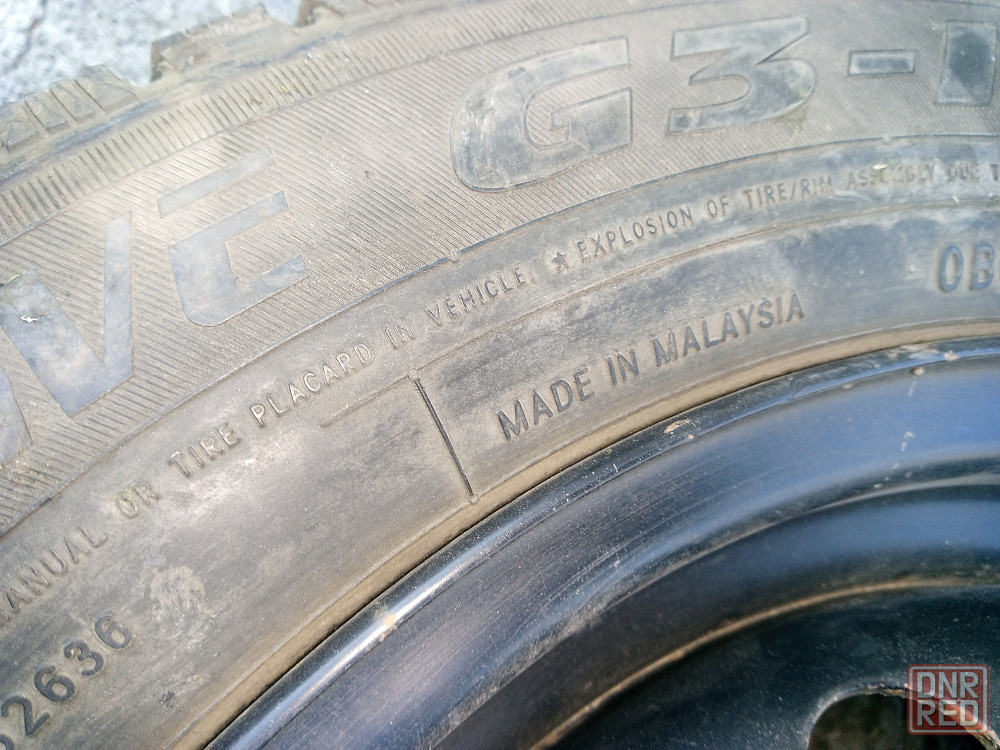 G3-I
VE
MANUAL OR TIRE PLACARD IN VEHICLE. ★ EXPLOSION OF TIRE/RIM ASSEMBLY DUE T
MADE IN MALAYSIA
0B
2636
DNR
RED